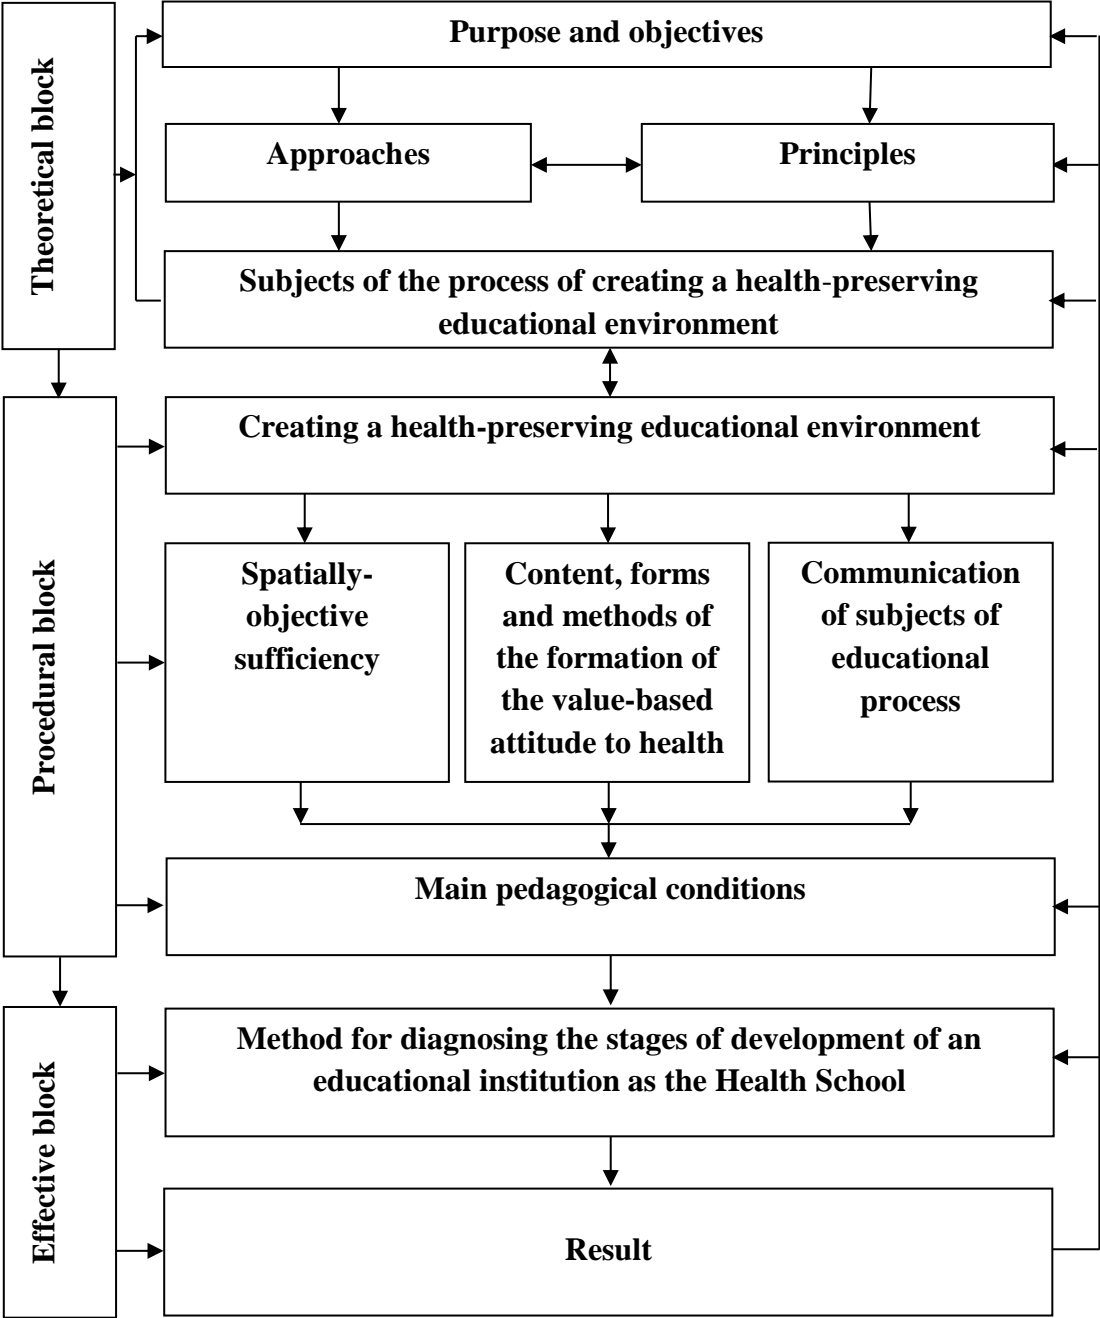 Theoretical block
Purpose and objectives
Approaches
Principles
Subjects of the process of creating a health-preserving
educational environment
Procedural block
Creating a health-preserving educational environment
Spatially-
objective
sufficiency
Content, forms
and methods of
the formation of
the value-based
attitude to health
Communication
of subjects of
educational
process
Main pedagogical conditions
Effective block
Method for diagnosing the stages of development of an
educational institution as the Health School
Result